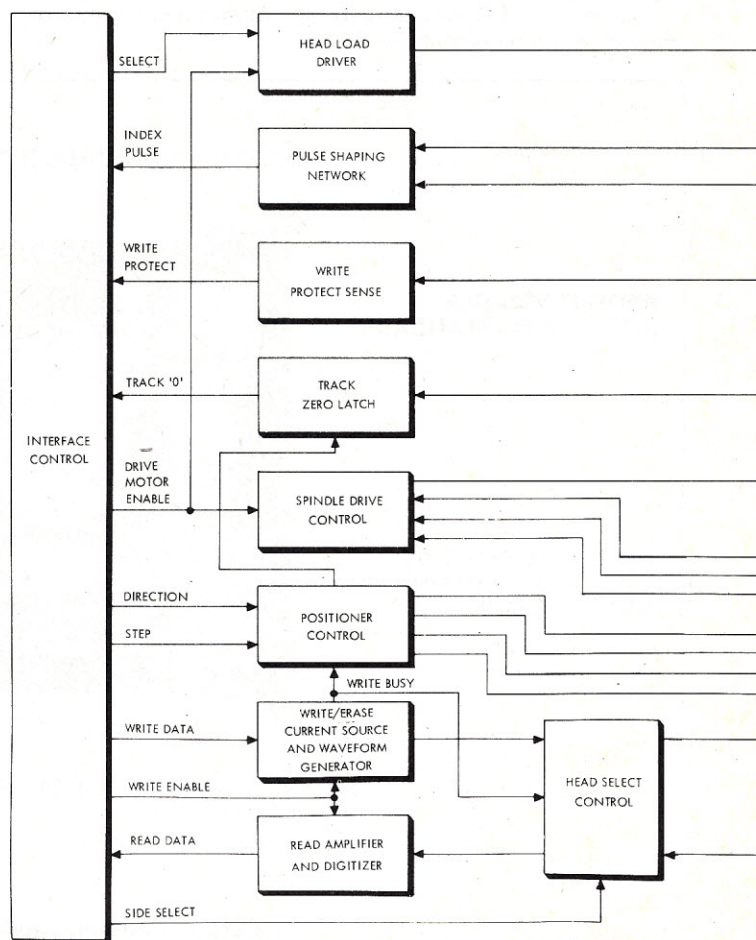 HEAD LOAD
DRIVER
SELECT
INDEX
PULSE
PULSE SHAPING
NETWORK
WRITE
PROTECT
WRITE
PROTECT SENSE
TRACK '0'
TRACK
ZERO LATCH
INTERFACE
CONTROL
DRIVE
MOTOR
ENABLE
SPINDLE DRIVE
CONTROL
DIRECTION
STEP
POSITIONER
CONTROL
WRITE BUSY
WRITE DATA
WRITE/ERASE
CURRENT SOURCE
AND WAVEFORM
GENERATOR
HEAD SELECT
CONTROL
WRITE ENABLE
READ DATA
READ AMPLIFIER
AND DIGITIZER
SIDE SELECT